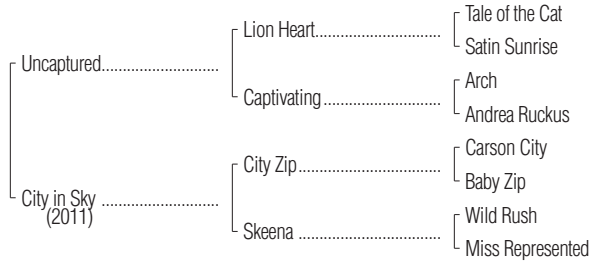 Tale of the Cat
Lion Heart
Satin Sunrise
Uncaptured
Arch
Captivating
Andrea Ruckus
Carson City
City Zip
Baby Zip
City in Sky
(2011)
Wild Rush
Skeena
Miss Represented